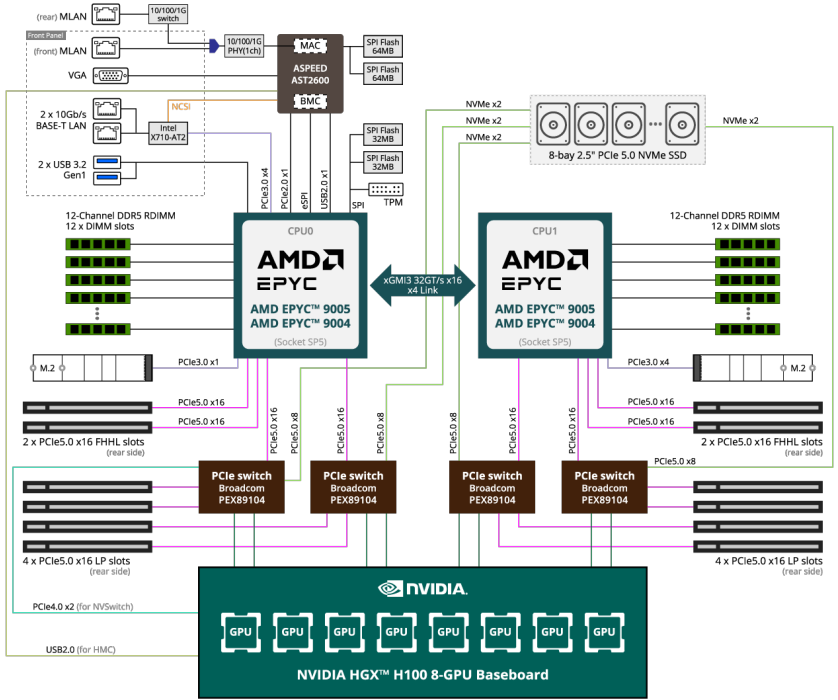 (rear) MLAN
10/100/1G
switch
Front Panel
(front) MLAN
10/100/1G
PHY(1ch)
MAC
ASPEED
AST2600
BMC
SPI Flash
64MB
SPI Flash
64MB
VGA
NCSI
2 x 10Gb/s
BASE-T LAN
Intel
X710-AT2
2 x USB 3.2
Gen1
SPI Flash
32MB
SPI Flash
32MB
TPM
PCIe3.0 x4
PCIe2.0 x1
eSPI
USB2.0 x1
SPI
NVMe x2
NVMe x2
NVMe x2
NVMe x2
8-bay 2.5" PCIe 5.0 NVMe SSD
12-Channel DDR5 RDIMM
12 x DIMM slots
CPU0
AMD
EPYC
AMD EPYC™ 9005
AMD EPYC™ 9004
(Socket SP5)
xGMI3 32GT/s x16
x4 Link
CPU1
AMD
EPYC
AMD EPYC™ 9005
AMD EPYC™ 9004
(Socket SP5)
12-Channel DDR5 RDIMM
12 x DIMM slots
M.2
PCIe3.0 x1
PCIe5.0 x16
PCIe5.0 x16
2 x PCIe5.0 x16 FHHL slots
(rear side)
PCIe5.0 x16
PCIe5.0 x8
PCIe5.0 x16
PCIe5.0 x8
PCIe5.0 x8
PCIe5.0 x16
PCIe5.0 x16
PCIe3.0 x4
M.2
PCIe5.0 x16
PCIe5.0 x16
2 x PCIe5.0 x16 FHHL slots
(rear side)
PCIe5.0 x8
PCIe switch
Broadcom
PEX89104
PCIe switch
Broadcom
PEX89104
PCIe switch
Broadcom
PEX89104
PCIe switch
Broadcom
PEX89104
4 x PCIe5.0 x16 LP slots
(rear side)
4 x PCIe5.0 x16 LP slots
(rear side)
PCIe4.0 x2 (for NVSwitch)
USB2.0 (for HMC)
NVIDIA.
GPU GPU GPU GPU GPU GPU GPU GPU
NVIDIA HGX™ H100 8-GPU Baseboard